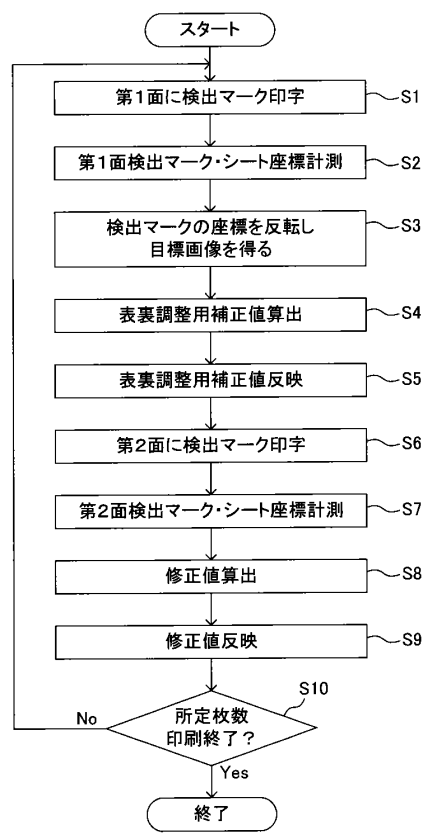 スタート
第1面に検出マーク印字
S1
第1面検出マーク・シート座標計測
S2
検出マークの座標を反転し
目標画像を得る
S3
表裏調整用補正値算出
S4
表裏調整用補正値反映
S5
第2面に検出マーク印字
S6
第2面検出マーク・シート座標計測
S7
修正値算出
S8
修正値反映
S9
S10
所定枚数
印刷終了?
No
Yes
終了